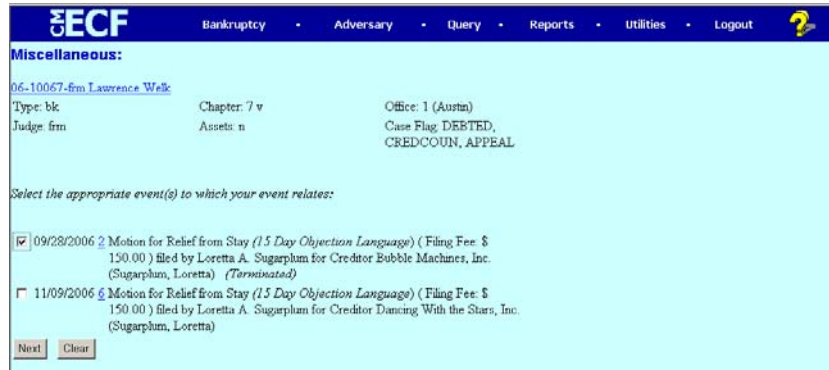 CM ECF Bankruptcy • Adversary • Query • Reports • Utilities • Logout ?
Miscellaneous:
06-10067-frm Lawrence Welk
Type: bk Chapter: 7 v Office: 1 (Austin)
Judge: frm Assets: n Case Flag: DEBTED,
CREDCOUN, APPEAL
Select the appropriate event(s) to which your event relates:
09/28/2006 2 Motion for Relief from Stay (15 Day Objection Language) ( Filing Fee: $
150.00 ) filed by Loretta A. Sugarplum for Creditor Bubble Machines, Inc.
(Sugarplum, Loretta) (Terminated)
11/09/2006 6 Motion for Relief from Stay (15 Day Objection Language) ( Filing Fee: $
150.00 ) filed by Loretta A. Sugarplum for Creditor Dancing With the Stars, Inc.
(Sugarplum, Loretta)
Next Clear